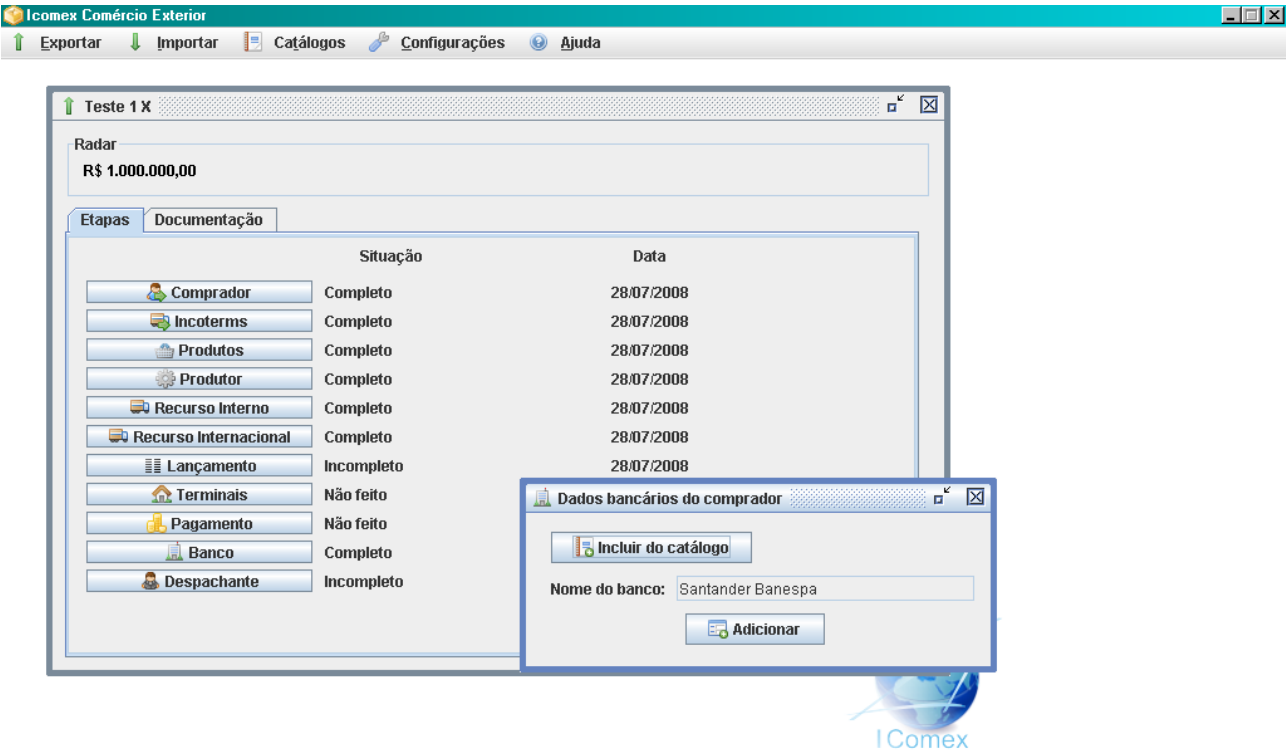 Icomex Comércio Exterior
Exportar Importar Catálogos Configurações Ajuda
Teste 1 X
Radar
R$ 1.000.000,00
Etapas Documentação
Situação Data
Comprador Completo 28/07/2008
Incoterms Completo 28/07/2008
Produtos Completo 28/07/2008
Produtor Completo 28/07/2008
Recurso Interno Completo 28/07/2008
Recurso Internacional Completo 28/07/2008
Lançamento Incompleto 28/07/2008
Terminais Não feito
Pagamento Não feito
Banco Completo
Despachante Incompleto
Dados bancários do comprador
Incluir do catálogo
Nome do banco: Santander Banespa
Adicionar
IComex